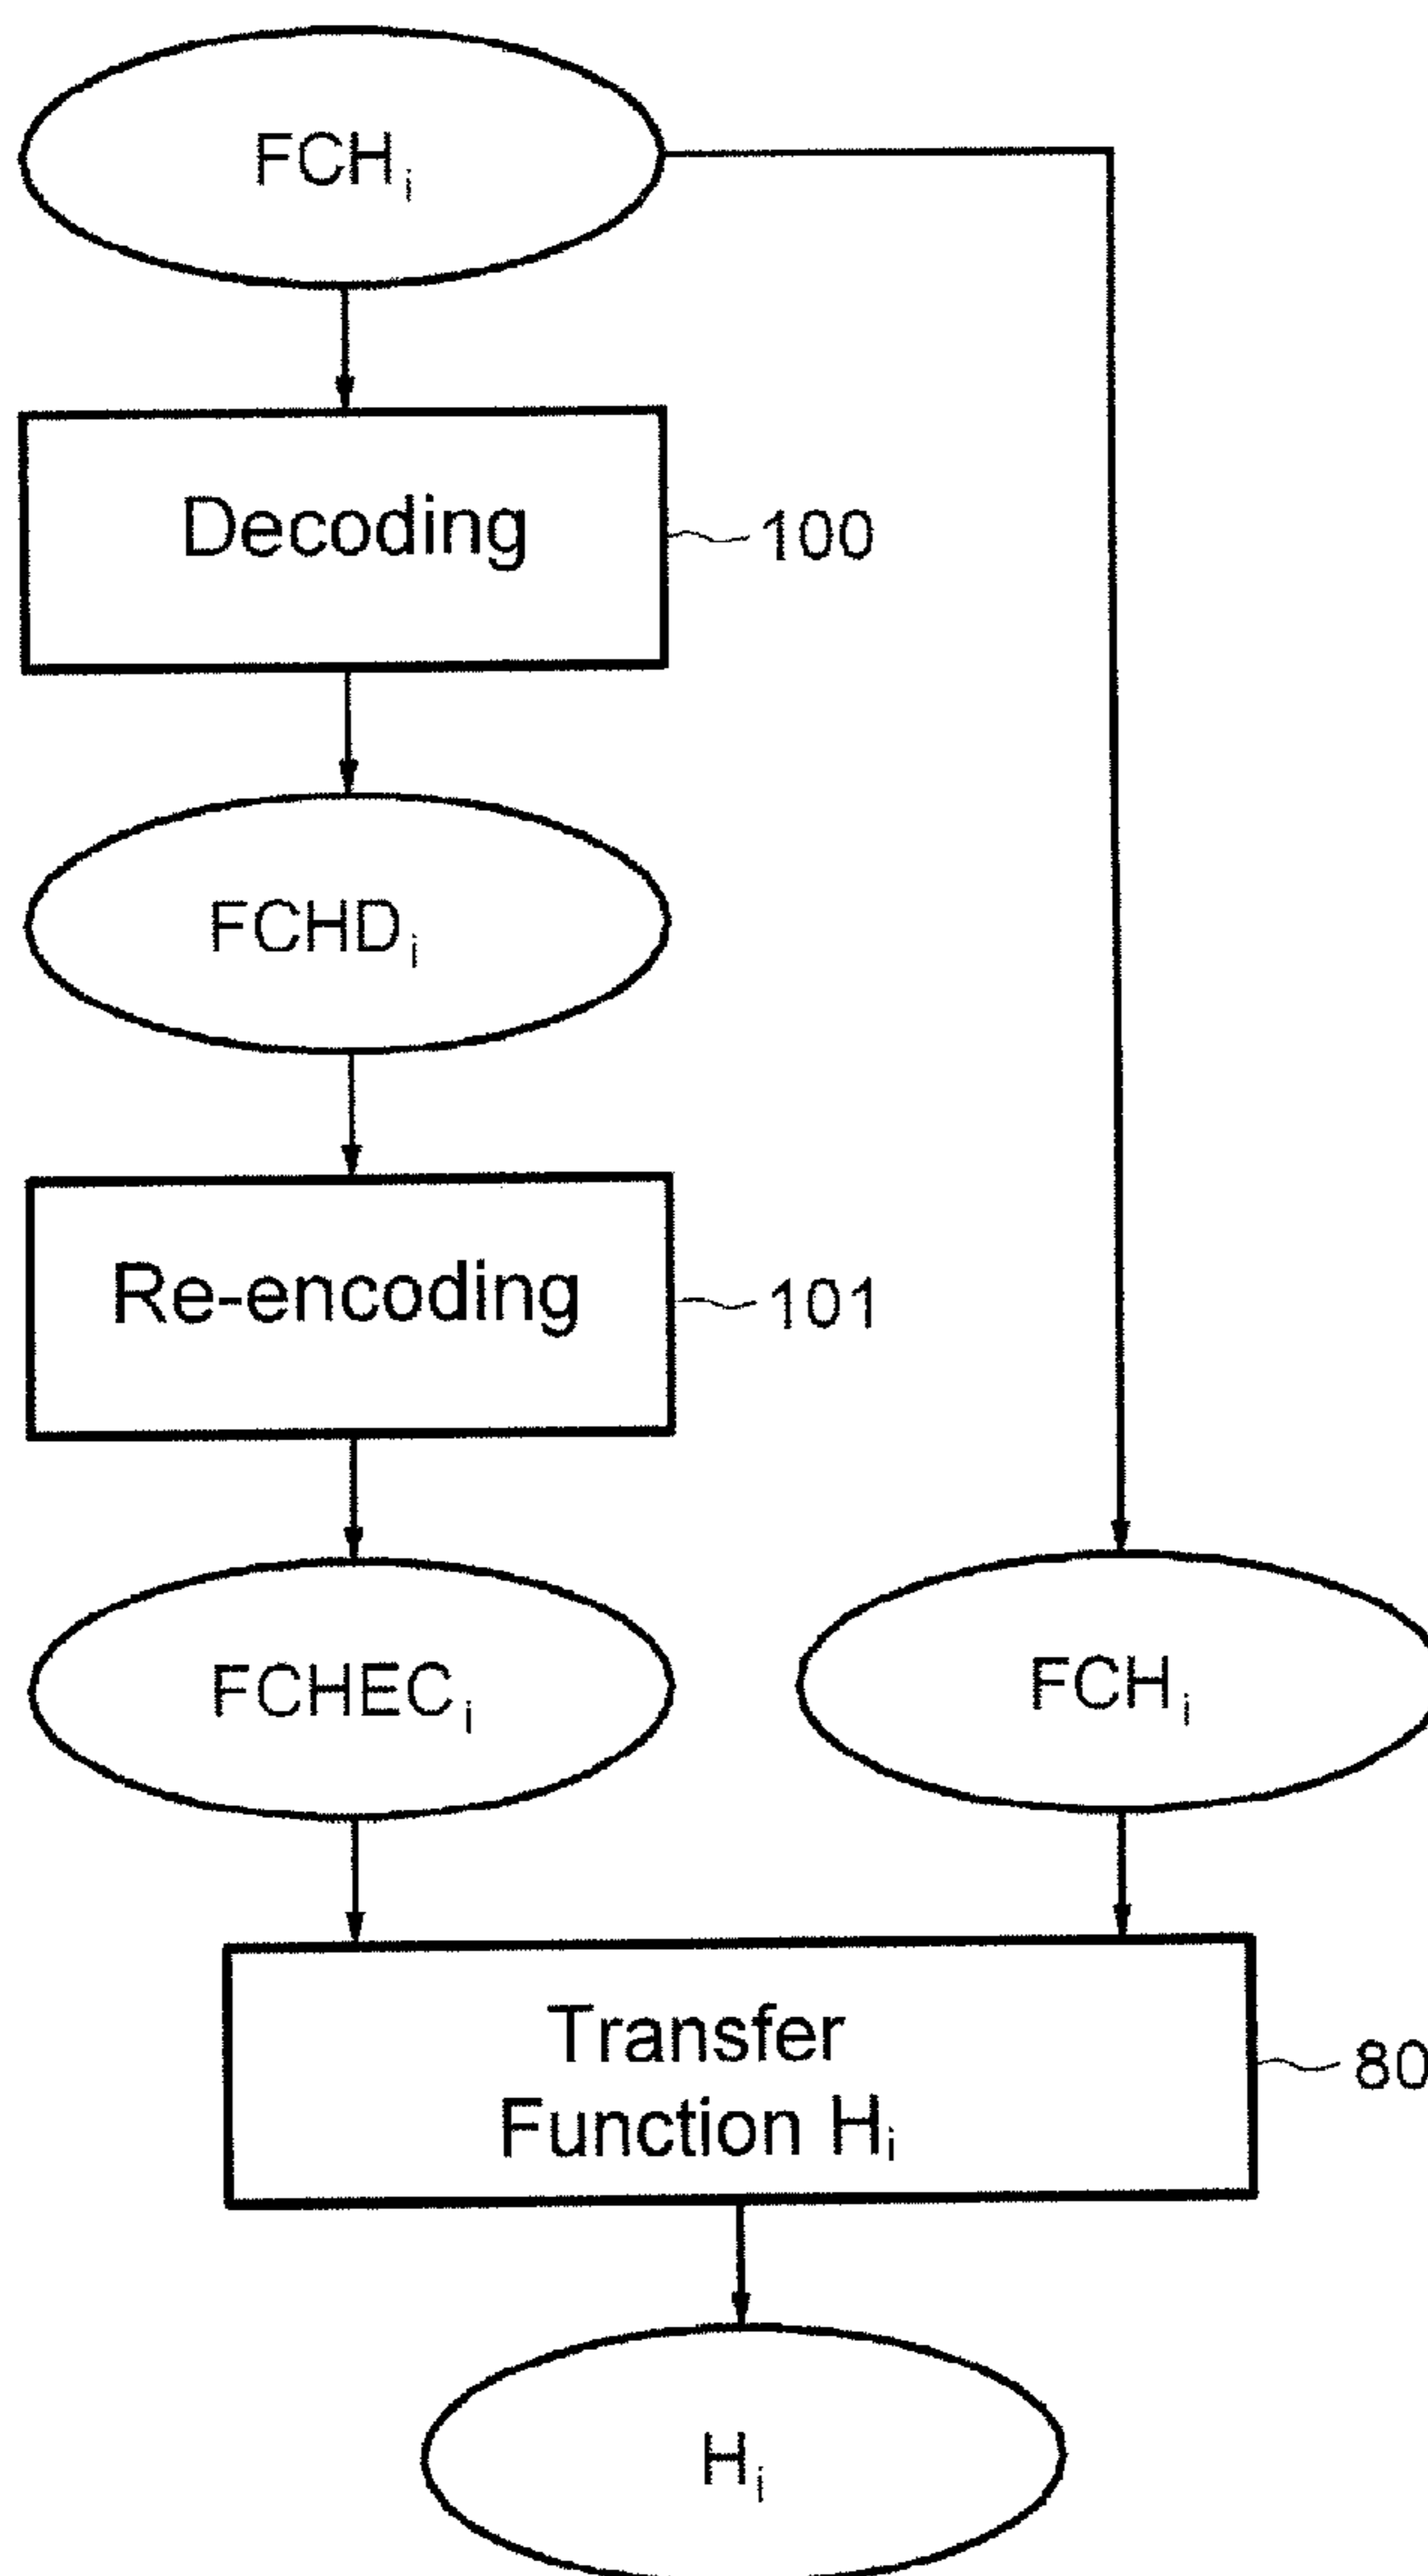 FCHi
Decoding
100
FCHDi
Re-encoding
101
FCHECi
FCHi
Transfer
Function Hi
80
Hi